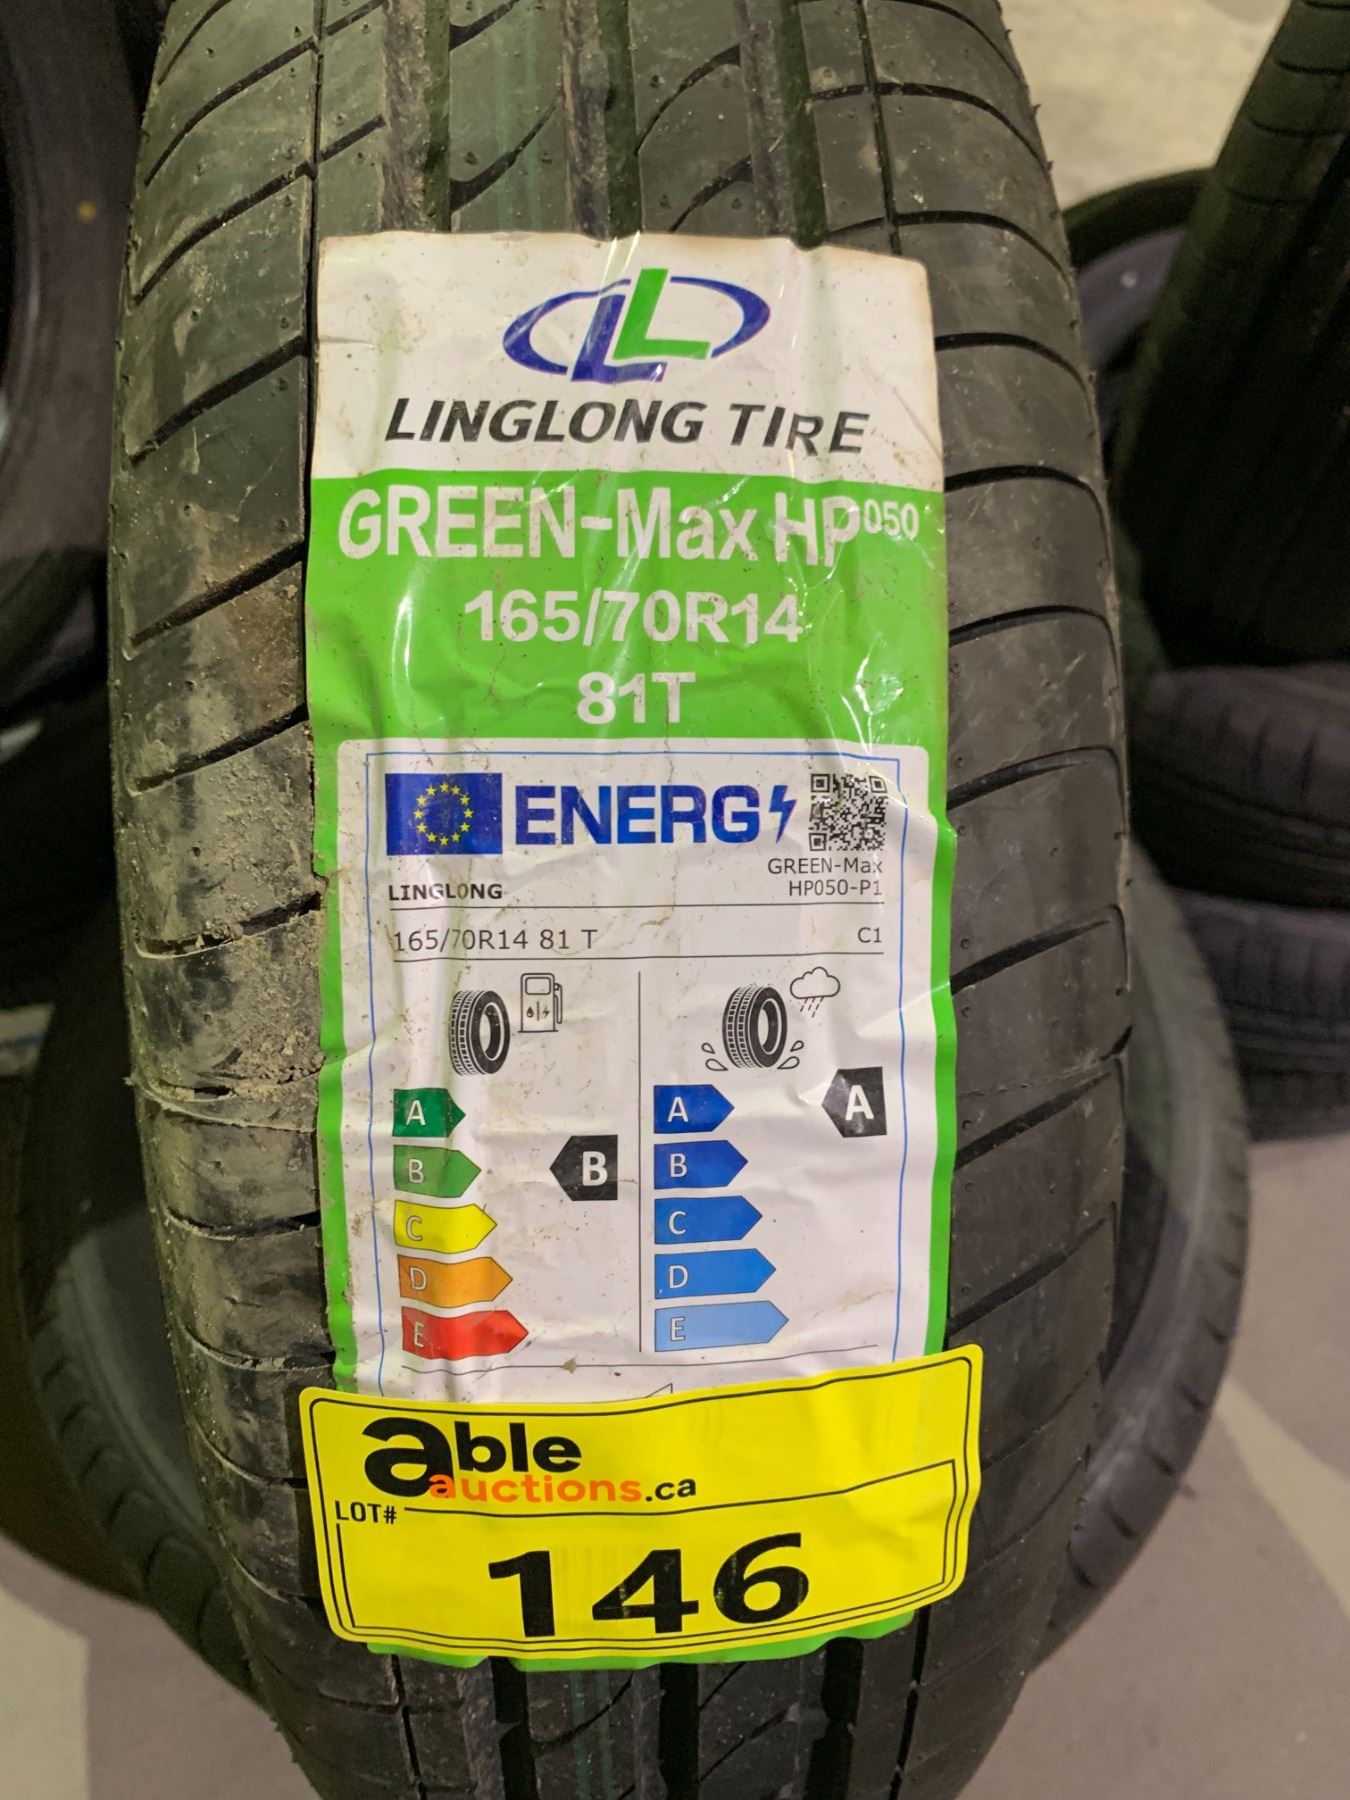 LINGLONG TIRE
GREEN-Max HP050
165/70R14
81T
ENERG
GREEN-Max
LINGLONG HP050-P1
165/70R14 81 T C1
A A A
B B B
C C
D D
E E
able
auctions.ca
LOT#
146